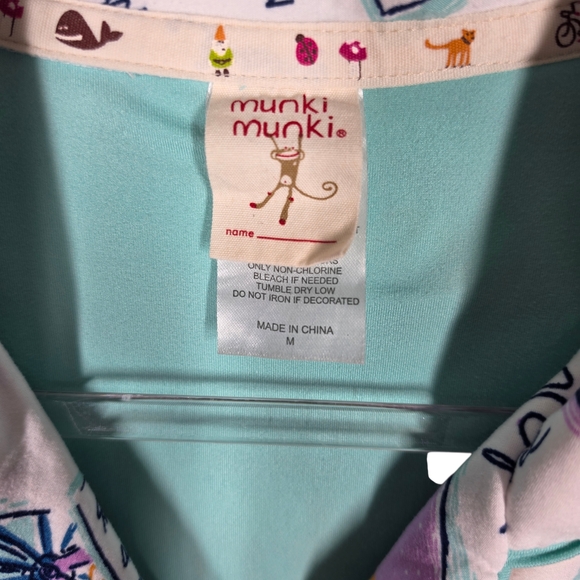 munki
munki®
name
ONLY NON-CHLORINE
BLEACH IF NEEDED
TUMBLE DRY LOW
DO NOT IRON IF DECORATED
MADE IN CHINA
M